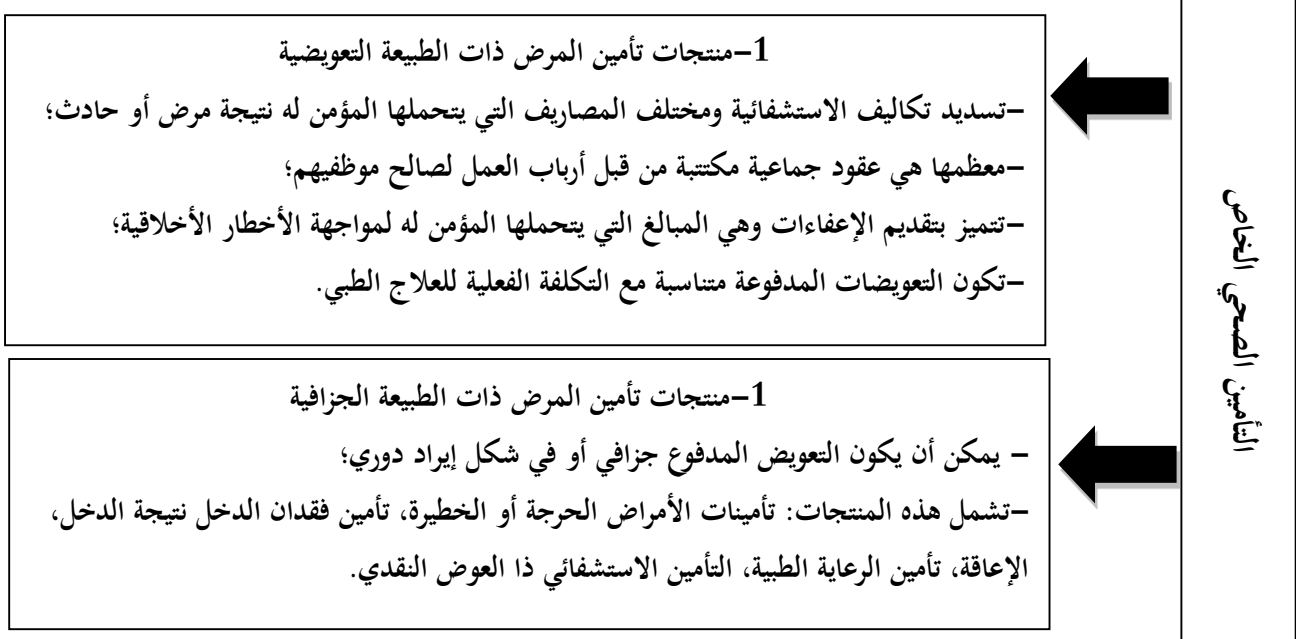 التأمين الصحي الخاص
1-منتجات تأمين المرض ذات الطبيعة التعويضية
-تسديد تكاليف الاستشفائية ومختلف المصاريف التي يتحملها المؤمن له نتيجة مرض أو حادث؛
-معظمها هي عقود جماعية مكتتبة من قبل أرباب العمل لصالح موظفيهم؛
-تتميز بتقديم الإعفاءات وهي المبالغ التي يتحملها المؤمن له لمواجهة الأخطار الأخلاقية؛
-تكون التعويضات المدفوعة متناسبة مع التكلفة الفعلية للعلاج الطبي.
1-منتجات تأمين المرض ذات الطبيعة الجزافية
- يمكن أن يكون التعويض المدفوع جزافي أو في شكل إيراد دوري؛
-تشمل هذه المنتجات: تأمينات الأمراض الحرجة أو الخطيرة، تأمين فقدان الدخل نتيجة الدخل،
الإعاقة، تأمين الرعاية الطبية، التأمين الاستشفائي ذا العوض النقدي.